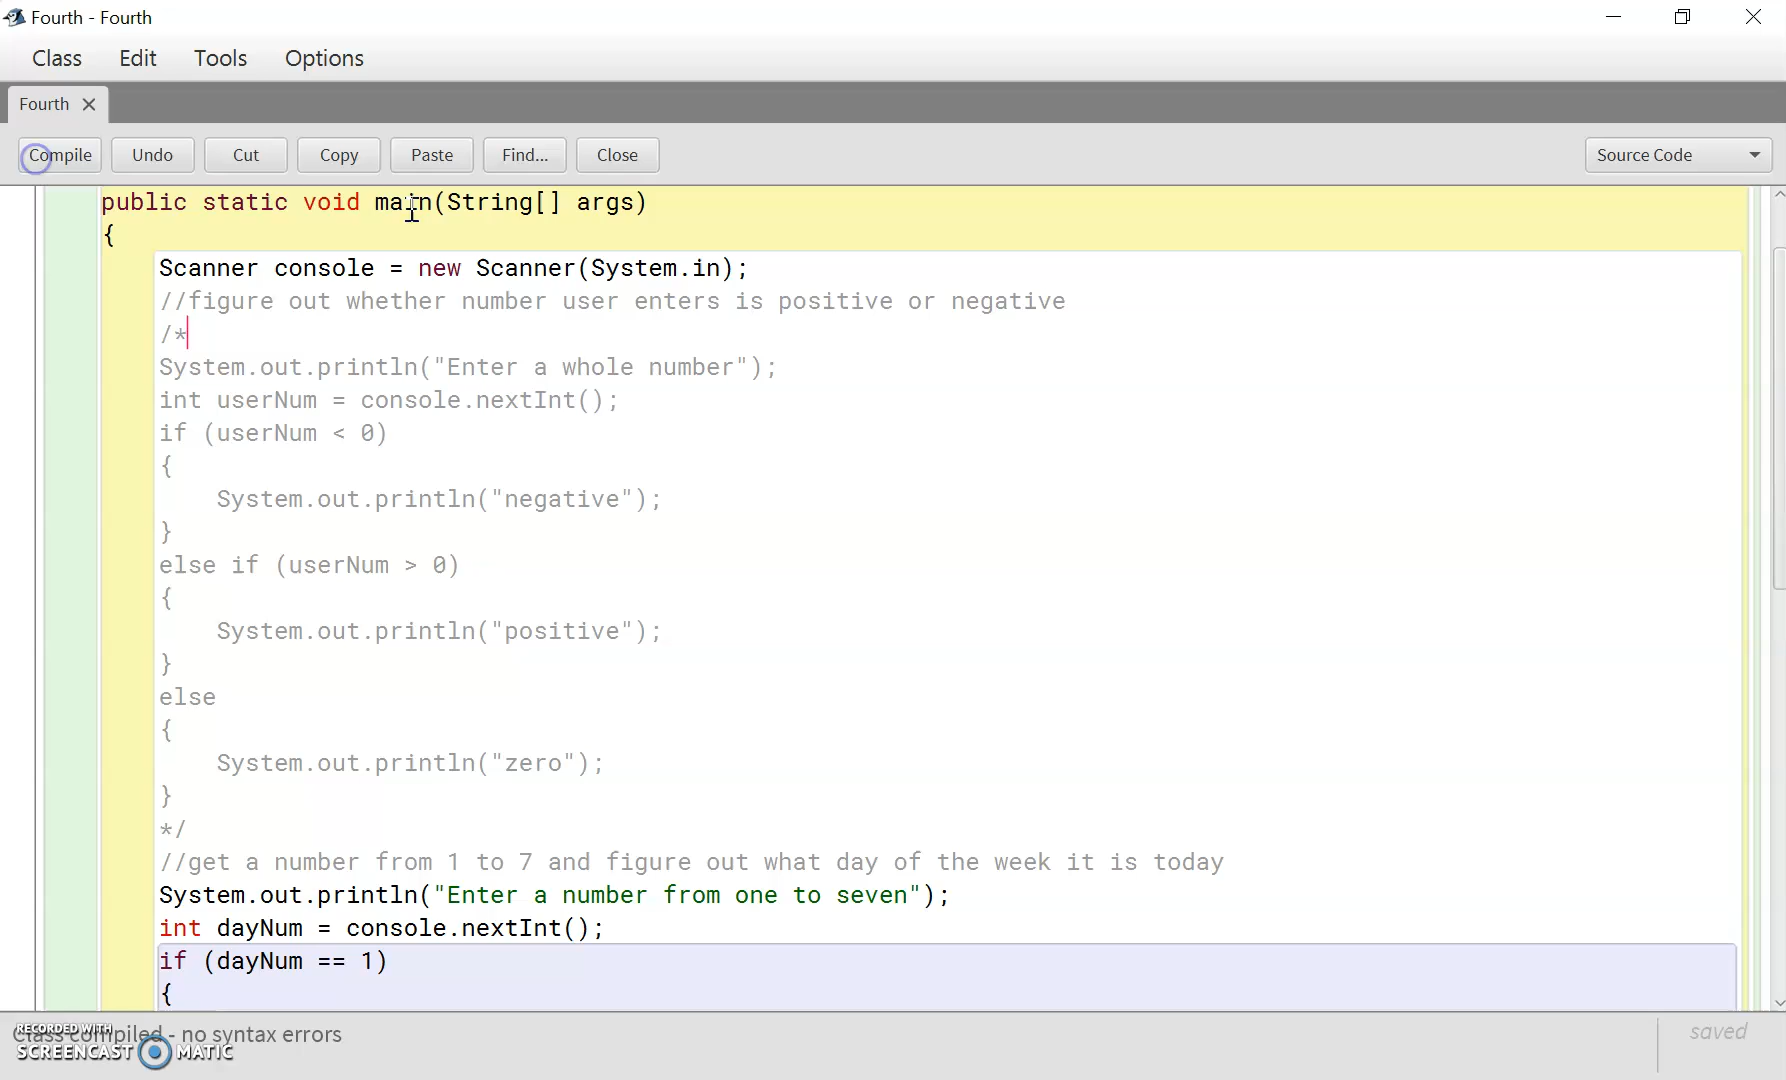 Fourth - Fourth
Class Edit Tools Options
Fourth
Compile Undo Cut Copy Paste Find... Close Source Code
public static void main(String[] args)
{
Scanner console = new Scanner(System.in);
//figure out whether number user enters is positive or negative
/*
System.out.println("Enter a whole number");
int userNum = console.nextInt();
if (userNum < 0)
{
System.out.println("negative");
}
else if (userNum > 0)
{
System.out.println("positive");
}
else
{
System.out.println("zero");
}
*/
//get a number from 1 to 7 and figure out what day of the week it is today
System.out.println("Enter a number from one to seven");
int dayNum = console.nextInt();
if (dayNum == 1)
{
Class compiled - no syntax errors
saved
RECORDED WITH
SCREENCAST MATIC